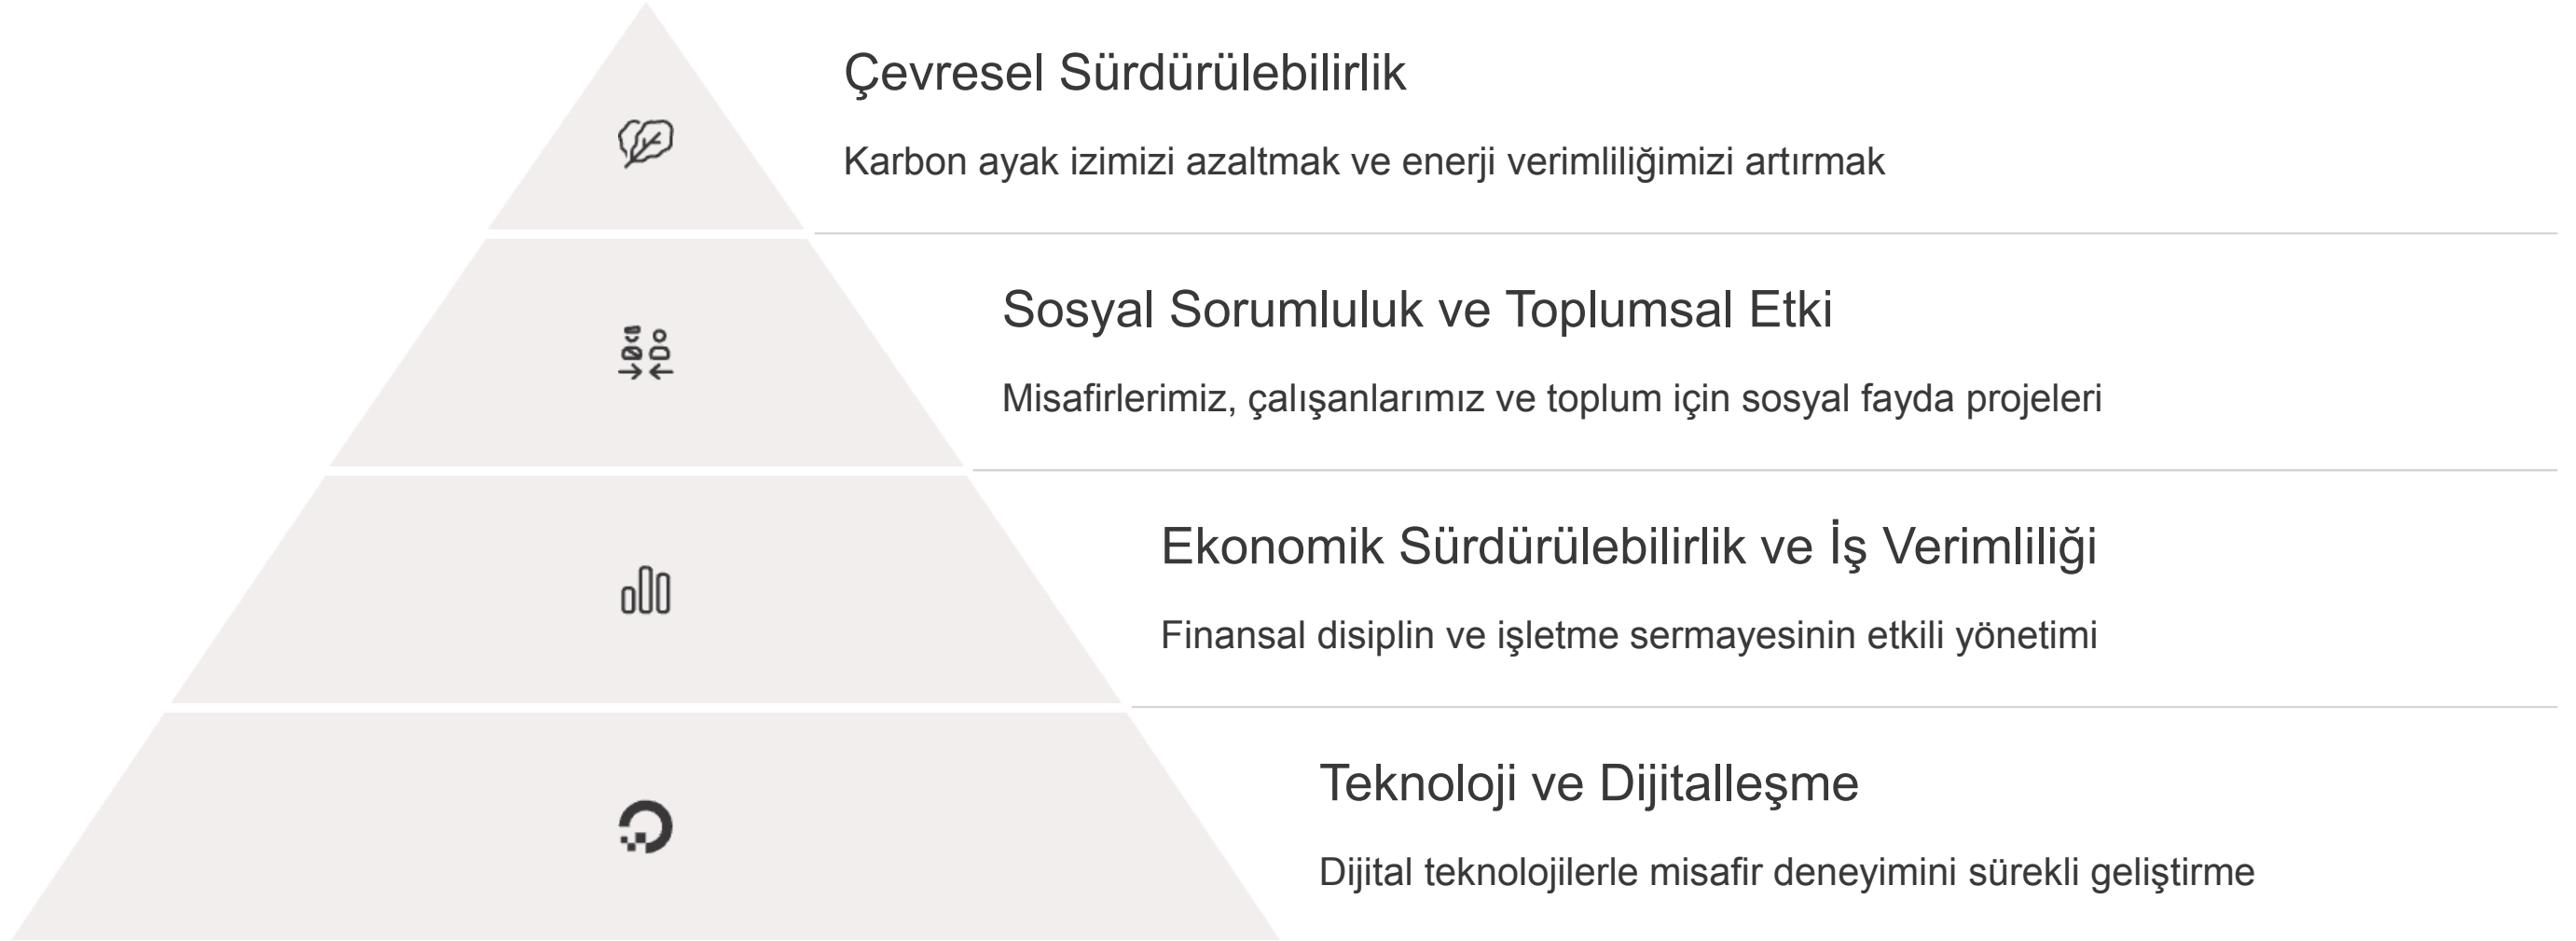 Çevresel Sürdürülebilirlik
Karbon ayak izimizi azaltmak ve enerji verimliliğimizi artırmak
Sosyal Sorumluluk ve Toplumsal Etki
Misafirlerimiz, çalışanlarımız ve toplum için sosyal fayda projeleri
Ekonomik Sürdürülebilirlik ve İş Verimliliği
Finansal disiplin ve işletme sermayesinin etkili yönetimi
Teknoloji ve Dijitalleşme
Dijital teknolojilerle misafir deneyimini sürekli geliştirme